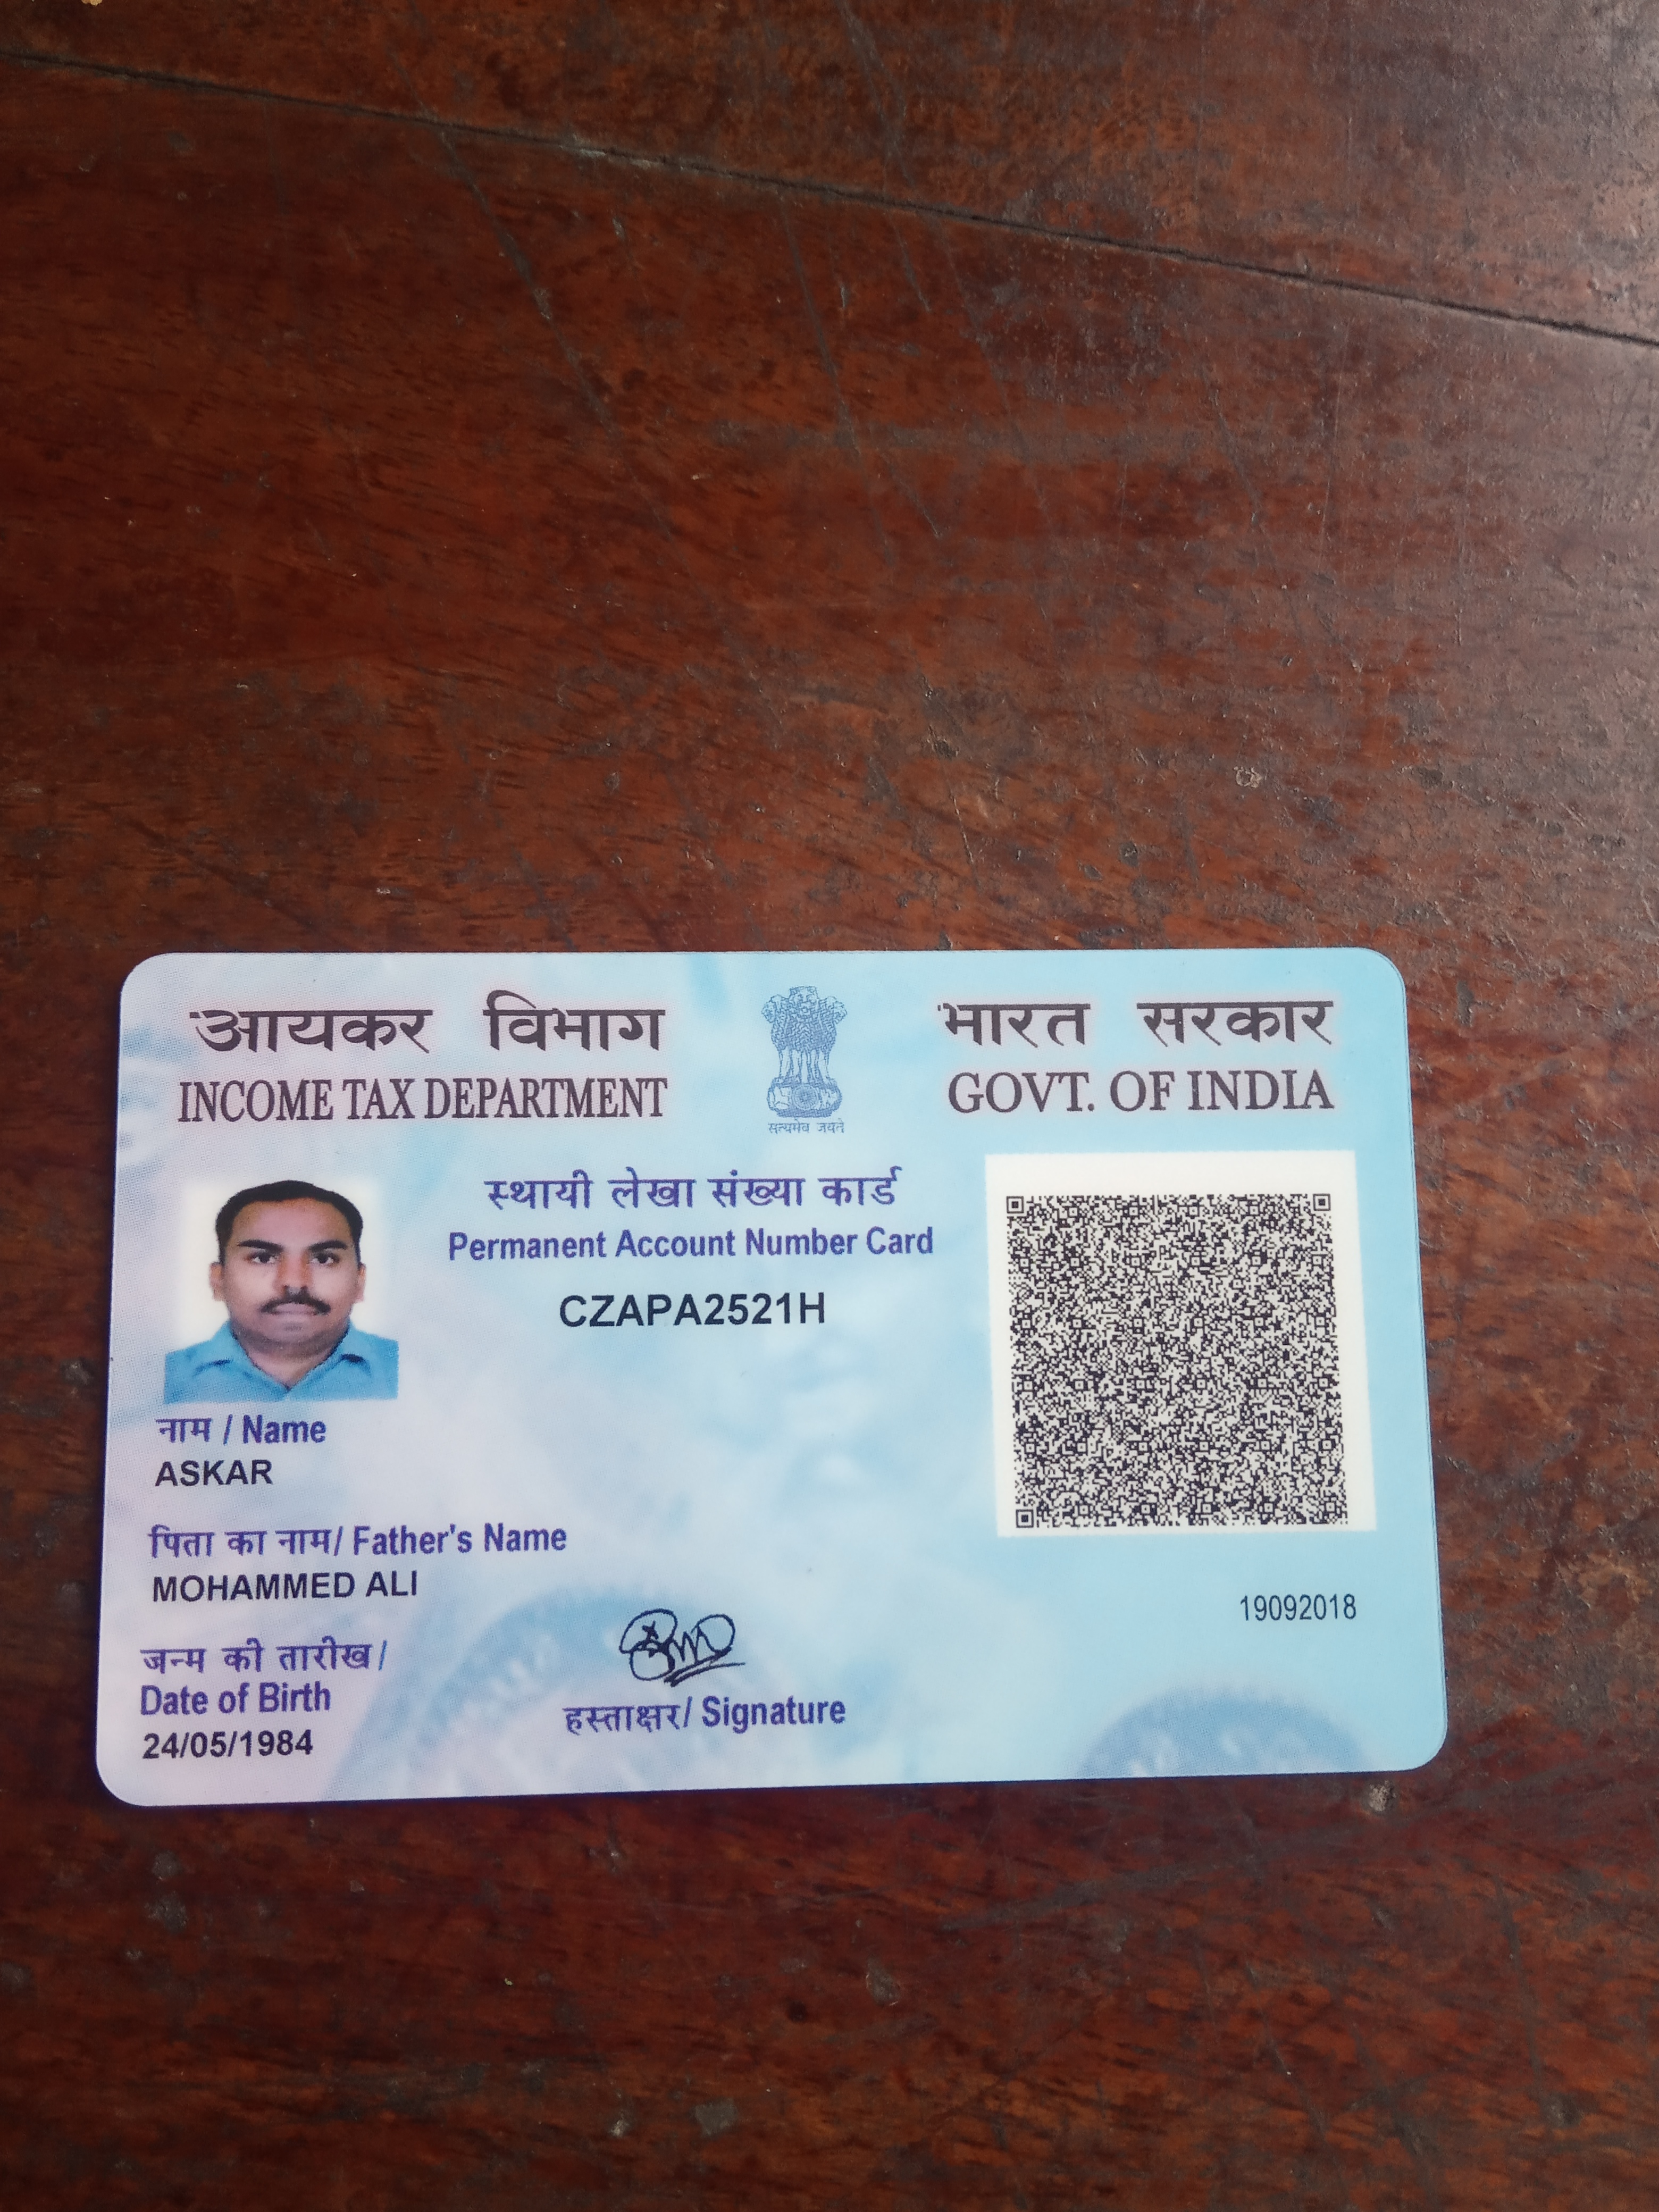 आयकर विभाग
INCOME TAX DEPARTMENT
सत्यमेव जयते
भारत सरकार
GOVT. OF INDIA
स्थायी लेखा संख्या कार्ड
Permanent Account Number Card
CZAPA2521H
नाम / Name
ASKAR
पिता का नाम/ Father's Name
MOHAMMED ALI
जन्म की तारीख/
Date of Birth
24/05/1984
हस्ताक्षर/ Signature
19092018